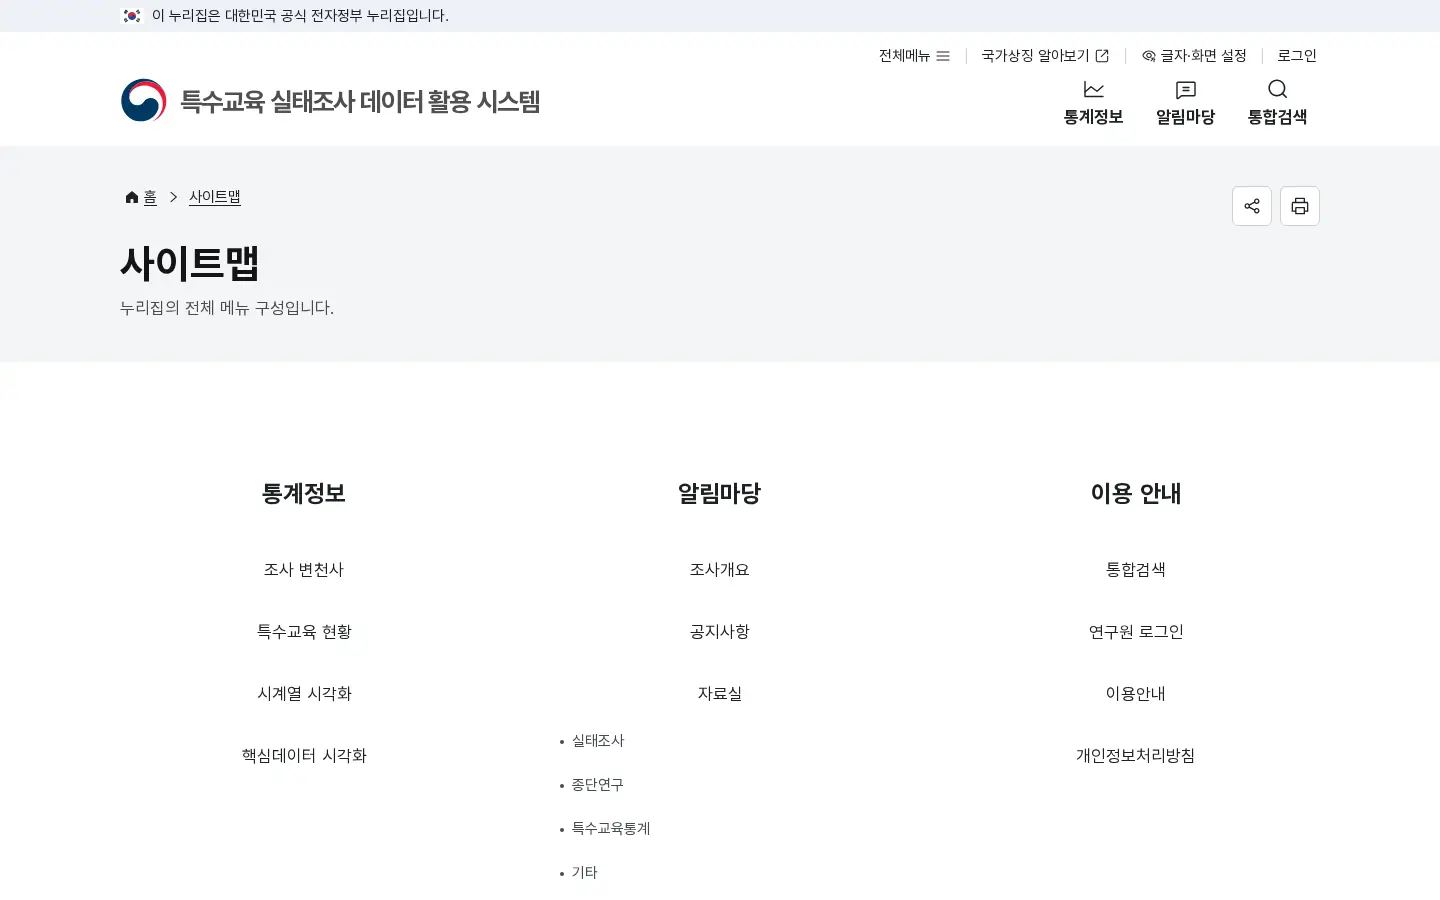 이 누리집은 대한민국 공식 전자정부 누리집입니다.
전체메뉴
국가상징 알아보기
글자·화면 설정
로그인
특수교육 실태조사 데이터 활용 시스템
통계정보
알림마당
통합검색
홈
사이트맵
사이트맵
누리집의 전체 메뉴 구성입니다.
통계정보
조사 변천사
특수교육 현황
시계열 시각화
핵심데이터 시각화
알림마당
조사개요
공지사항
자료실
실태조사
종단연구
특수교육통계
기타
이용 안내
통합검색
연구원 로그인
이용안내
개인정보처리방침